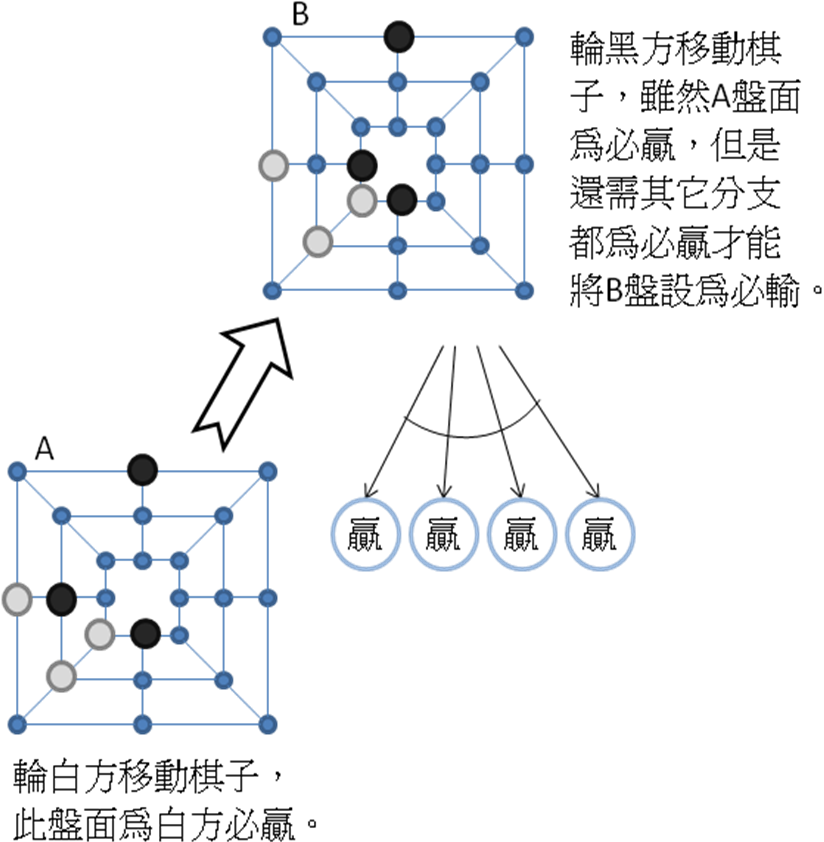 B
輪黑方移動棋
子，雖然A盤面
為必贏，但是
還需其它分支
都為必贏才能
將B盤設為必輸。
A
贏 贏 贏 贏
輪白方移動棋子，
此盤面為白方必贏。